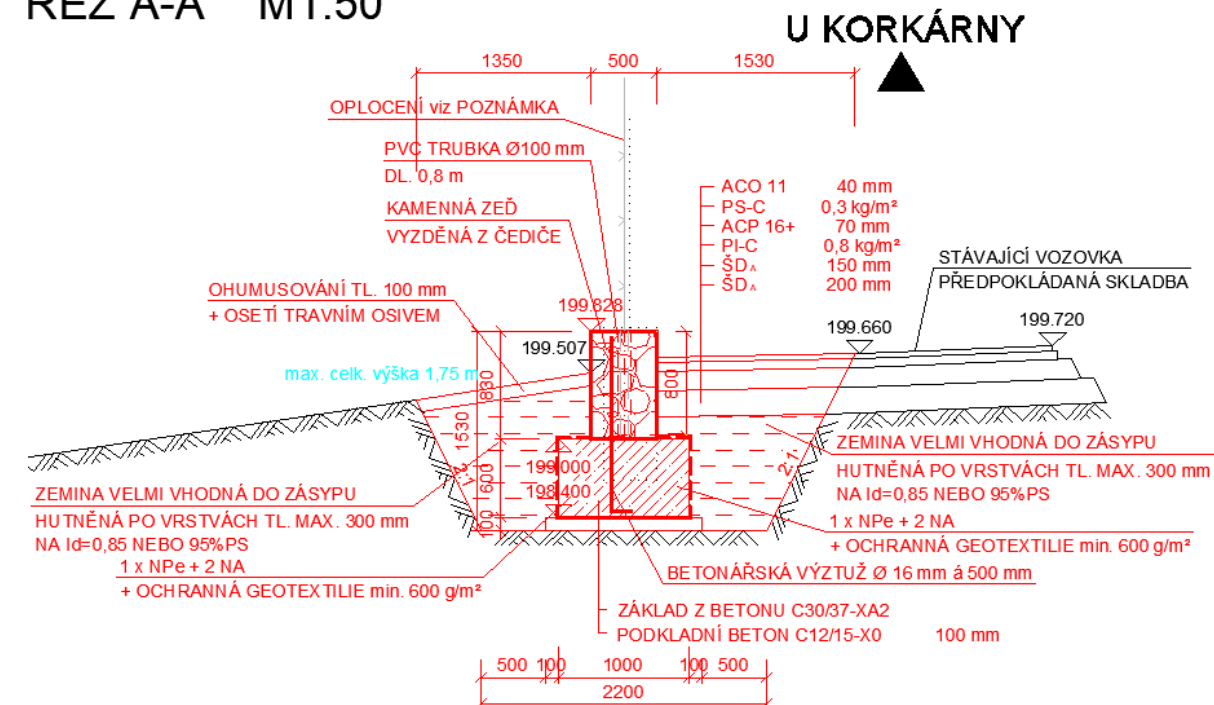 ŘEZ A-A M1:50
U KORKÁRNY
1350 500 1530
OPLOCENÍ viz POZNÁMKA
PVC TRUBKA Ø100 mm
DL. 0,8 m
KAMENNÁ ZEĎ
VYZDĚNÁ Z ČEDIČE
ACO 11 40 mm
PS-C 0,3 kg/m²
ACP 16+ 70 mm
PI-C 0,8 kg/m²
ŠDA 150 mm
ŠDA 200 mm
STÁVAJÍCÍ VOZOVKA
PŘEDPOKLÁDANÁ SKLADBA
OHUMUSOVÁNÍ TL. 100 mm
+ OSETÍ TRAVNÍM OSIVEM
199.828
199.507
199.660
199.720
max. celk. výška 1,75 m
830
800
1530
600
100
199.000
198.400
2:1
2:1
ZEMINA VELMI VHODNÁ DO ZÁSYPU
HUTNĚNÁ PO VRSTVÁCH TL. MAX. 300 mm
NA Id=0,85 NEBO 95%PS
1 x NPe + 2 NA
+ OCHRANNÁ GEOTEXTILIE min. 600 g/m²
ZEMINA VELMI VHODNÁ DO ZÁSYPU
HUTNĚNÁ PO VRSTVÁCH TL. MAX. 300 mm
NA Id=0,85 NEBO 95%PS
1 x NPe + 2 NA
+ OCHRANNÁ GEOTEXTILIE min. 600 g/m²
BETONÁŘSKÁ VÝZTUŽ Ø 16 mm á 500 mm
ZÁKLAD Z BETONU C30/37-XA2
PODKLADNÍ BETON C12/15-X0 100 mm
500 100 1000 100 500
2200